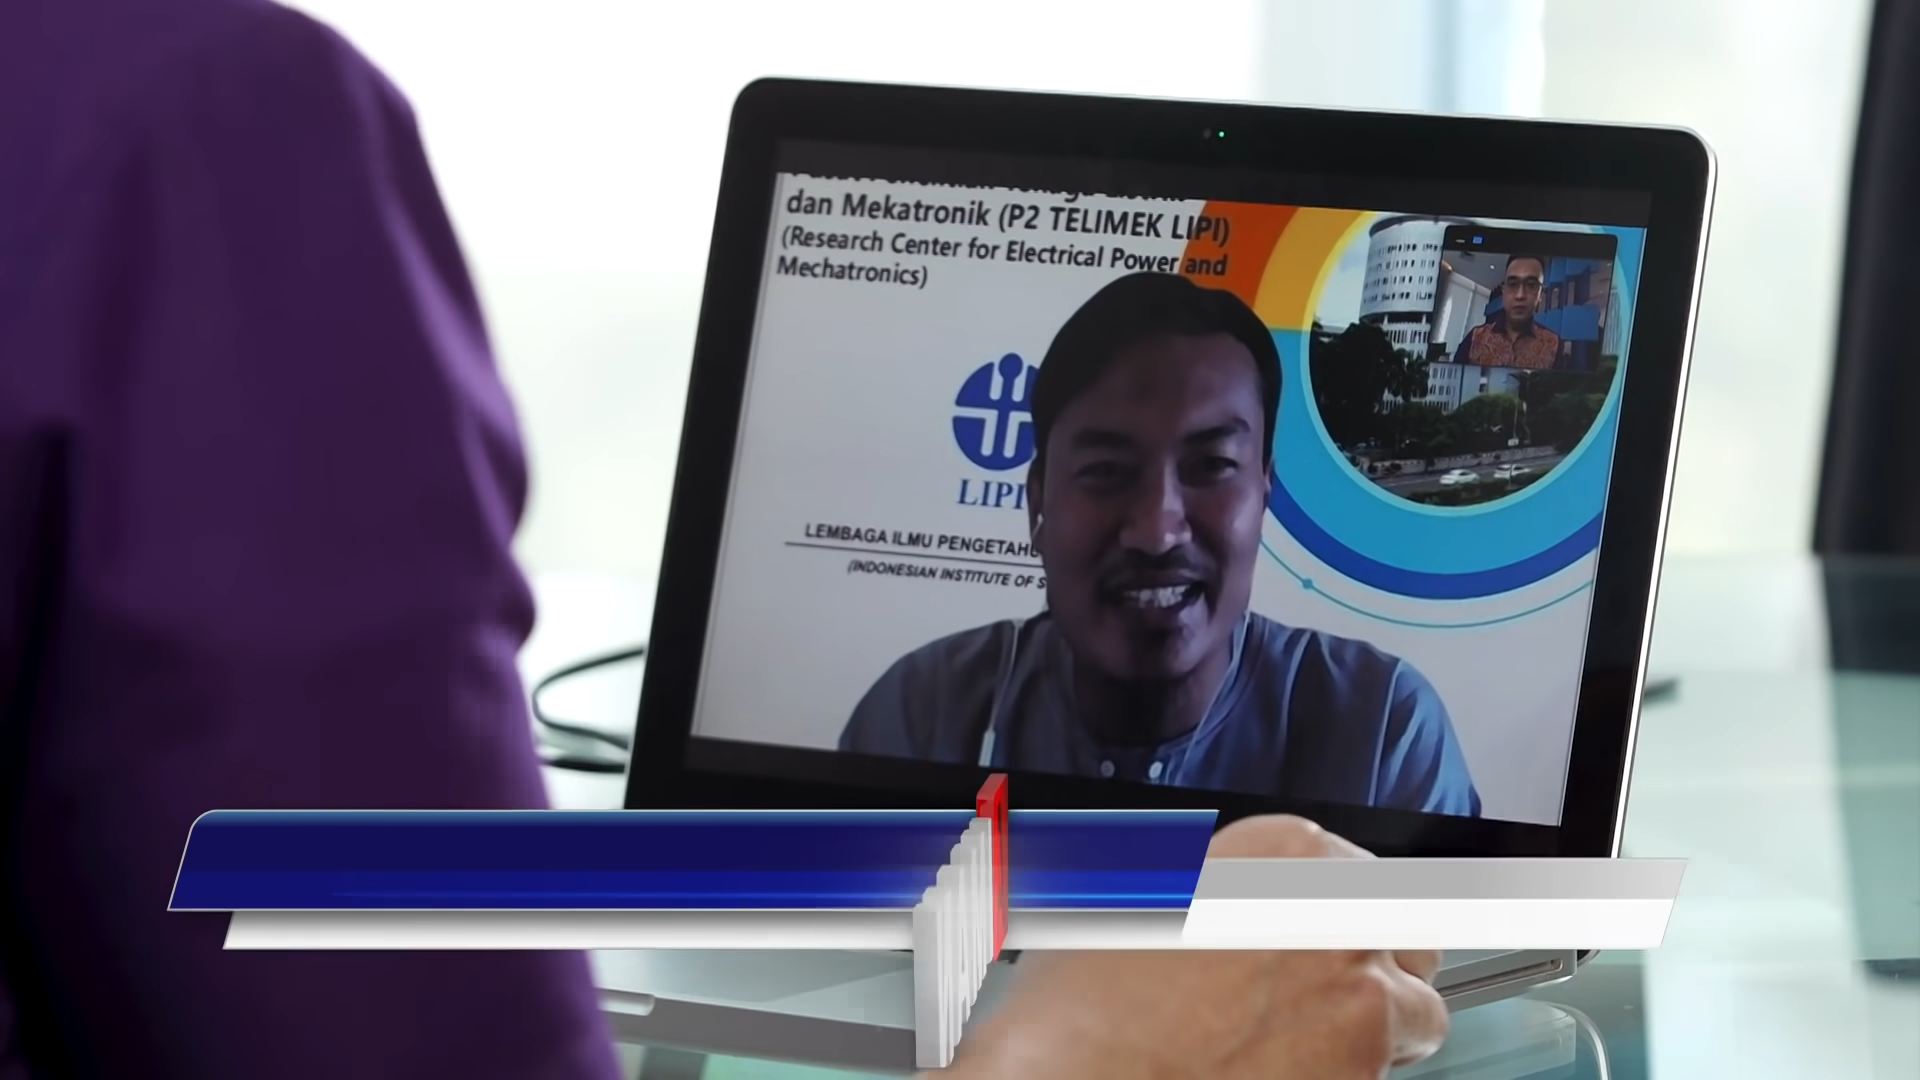 dan Mekatronik (P2 TELIMEK LIPI)
(Research Center for Electrical Power and
Mechatronics)
LIPI
LEMBAGA ILMU PENGETAHU
(INDONESIAN INSTITUTE OF S